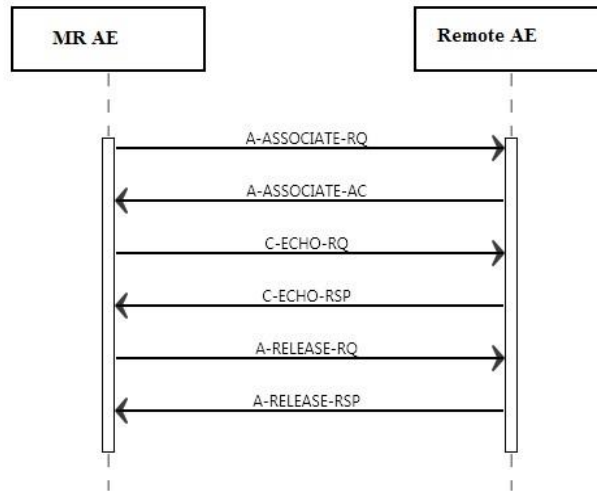 MR AE
Remote AE
A-ASSOCIATE-RQ
A-ASSOCIATE-AC
C-ECHO-RQ
C-ECHO-RSP
A-RELEASE-RQ
A-RELEASE-RSP